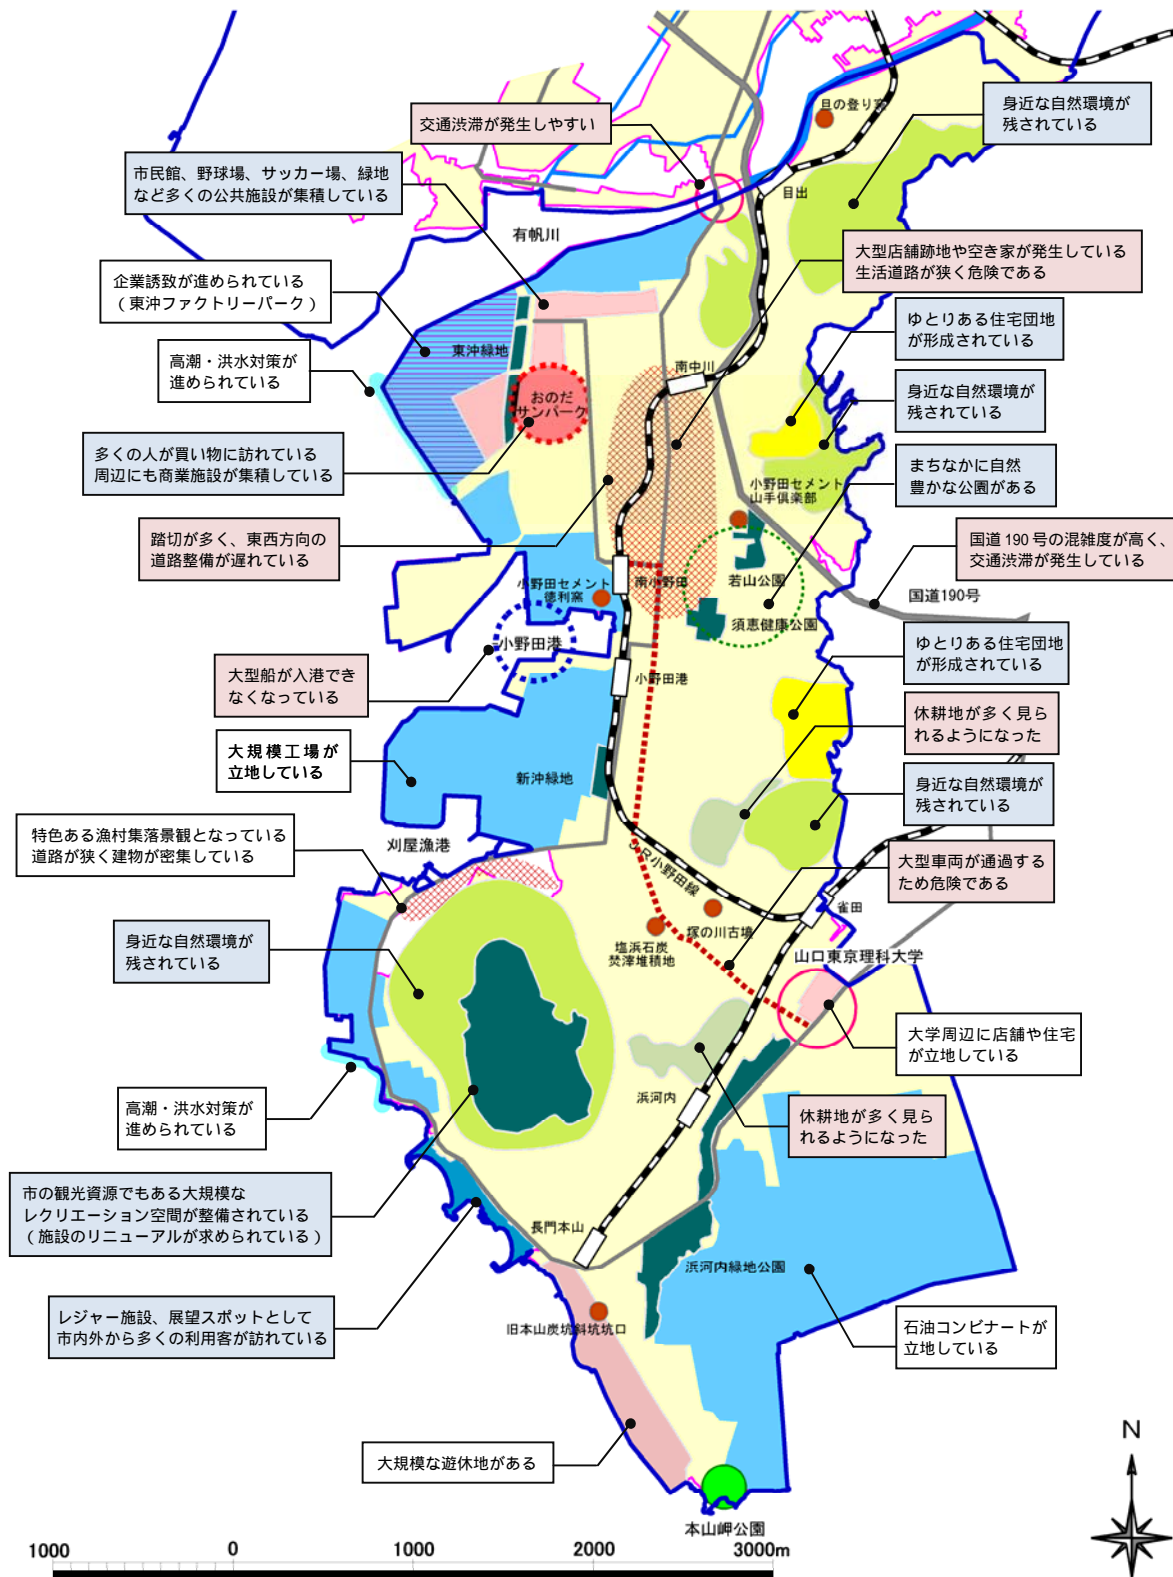 交通渋滞が発生しやすい
旦の登り窯
身近な自然環境が
残されている
市民館、野球場、サッカー場、緑地
など多くの公共施設が集積している
目出
有帆川
大型店舗跡地や空き家が発生している
生活道路が狭く危険である
企業誘致が進められている
（東沖ファクトリーパーク）
ゆとりある住宅団地
が形成されている
高潮・洪水対策が
進められている
東沖緑地
南中川
おのだ
サンパーク
身近な自然環境が
残されている
多くの人が買い物に訪れている
周辺にも商業施設が集積している
まちなかに自然
豊かな公園がある
小野田セメント
山手倶楽部
踏切が多く、東西方向の
道路整備が遅れている
国道190号の混雑度が高く、
交通渋滞が発生している
小野田セメント
徳利窯
南小野田
若山公園
国道190号
須恵健康公園
小野田港
ゆとりある住宅団地
が形成されている
大型船が入港でき
なくなっている
小野田港
休耕地が多く見ら
れるようになった
大規模工場が
立地している
新沖緑地
身近な自然環境が
残されている
特色ある漁村集落景観となっている
道路が狭く建物が密集している
刈屋漁港
JR小野田線
大型車両が通過する
ため危険である
雀田
塚の川古墳
身近な自然環境が
残されている
塩浜石炭
焚滓堆積地
山口東京理科大学
大学周辺に店舗や住宅
が立地している
高潮・洪水対策が
進められている
浜河内
休耕地が多く見ら
れるようになった
市の観光資源でもある大規模な
レクリエーション空間が整備されている
（施設のリニューアルが求められている）
長門本山
浜河内緑地公園
レジャー施設、展望スポットとして
市内外から多くの利用客が訪れている
旧本山炭坑斜坑坑口
石油コンビナートが
立地している
大規模な遊休地がある
N
本山岬公園
1000 0 1000 2000 3000m